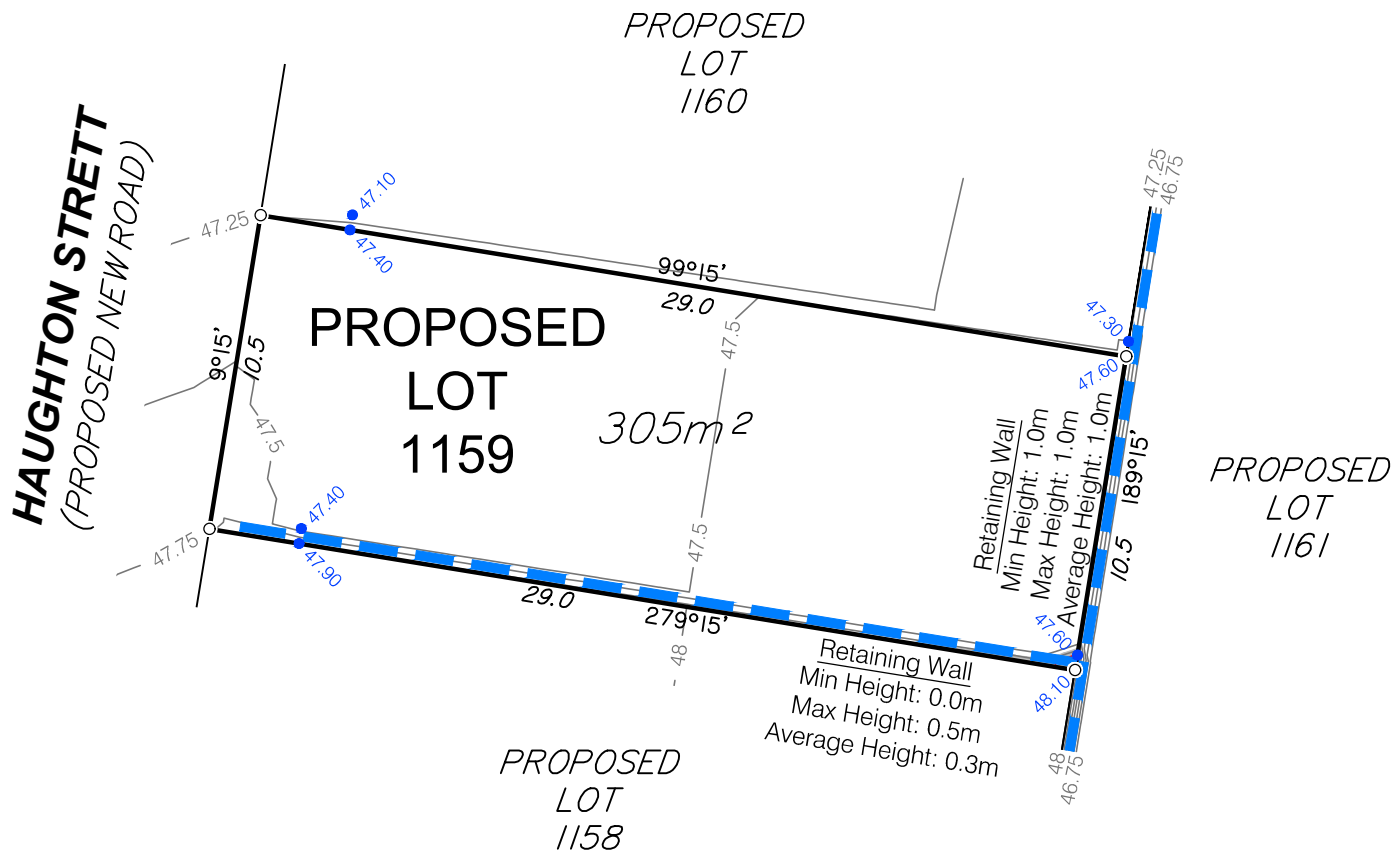 PROPOSED
LOT
1160
HAUGHTON STRETT
(PROPOSED NEW ROAD)
47.25
46.75
47.10
47.25
47.40
99°15'
29.0
47.30
47.60
PROPOSED
LOT
1159
305m²
47.5
9°15'
10.5
47.5
47.5
Retaining Wall
Min Height: 1.0m
Max Height: 1.0m
Average Height: 1.0m
189°15'
10.5
PROPOSED
LOT
1161
47.40
47.75
47.90
29.0
279°15'
48
47.60
48.10
Retaining Wall
Min Height: 0.0m
Max Height: 0.5m
Average Height: 0.3m
48
46.75
PROPOSED
LOT
1158